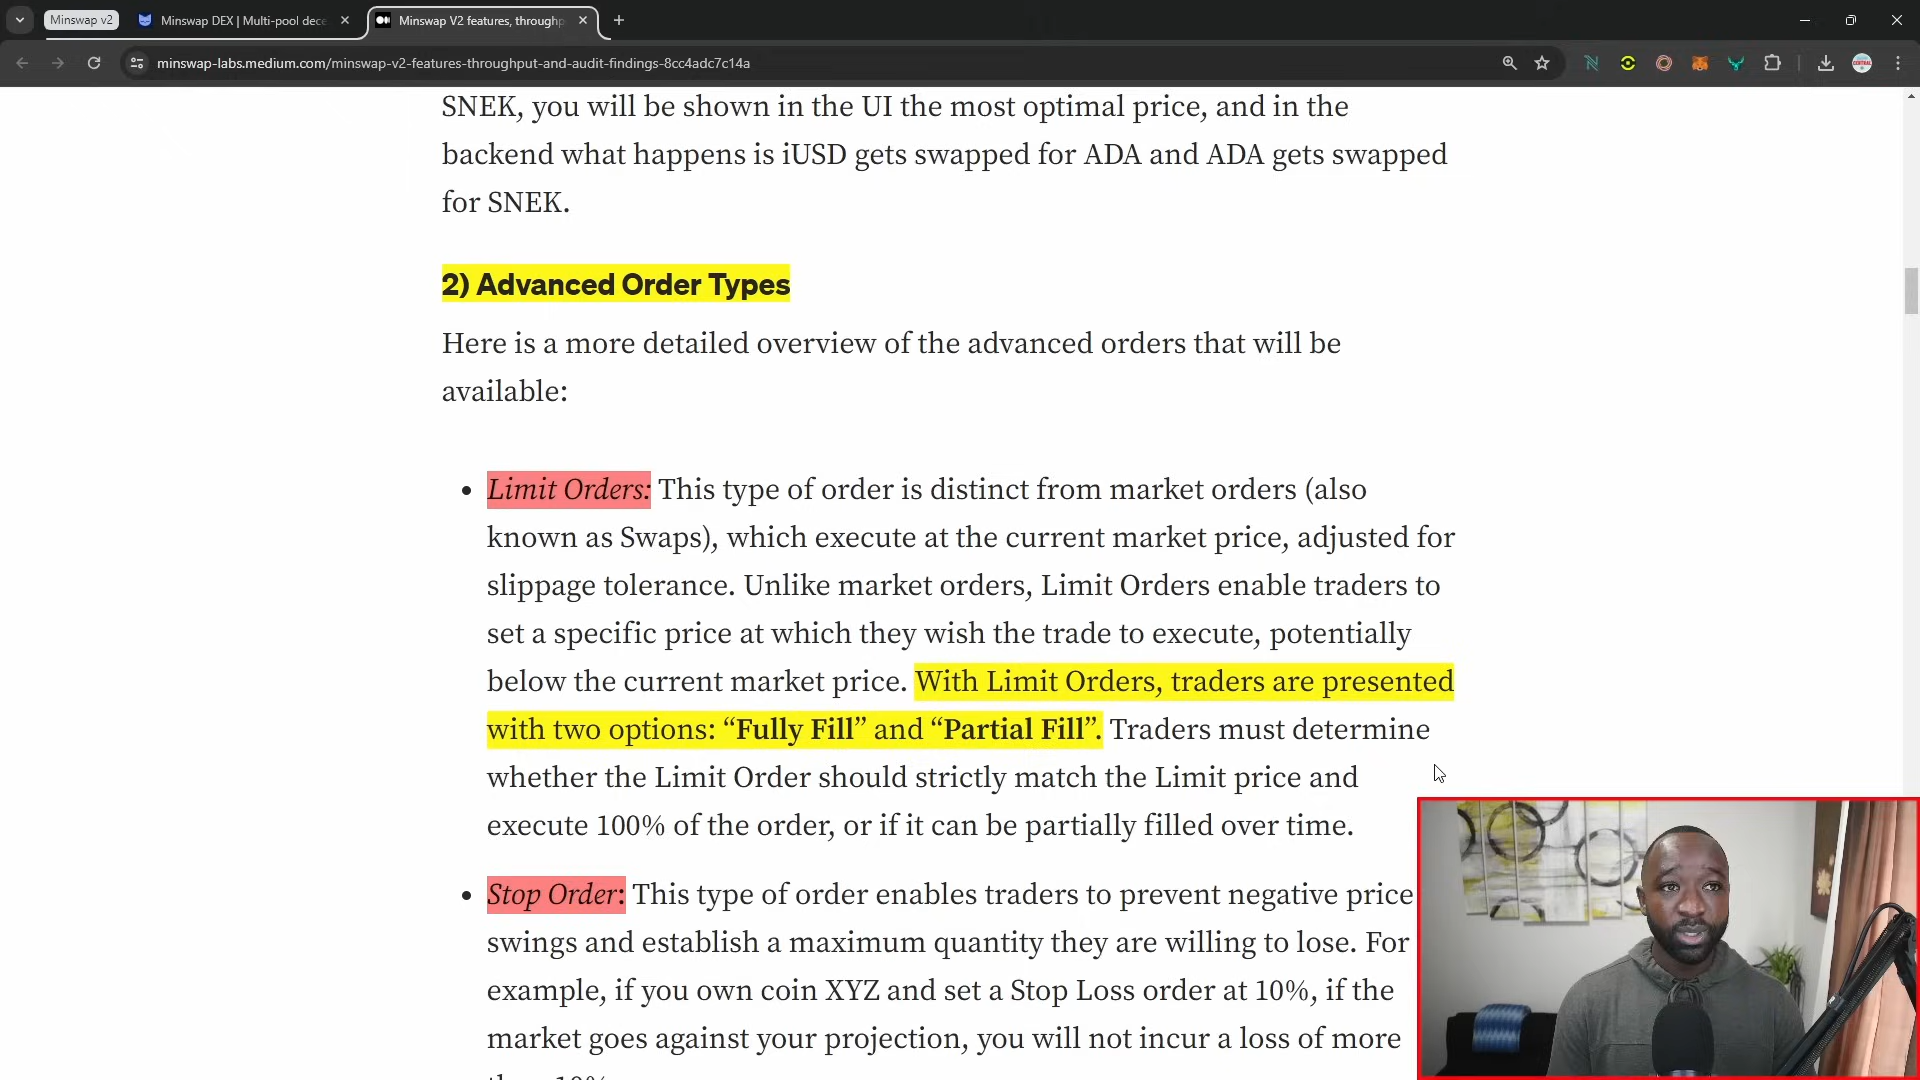 Minswap v2
Minswap DEX | Multi-pool dece
Minswap V2 features, through
minswap-labs.medium.com/minswap-v2-features-throughput-and-audit-findings-8cc4adc7c14a
SNEK, you will be shown in the UI the most optimal price, and in the
backend what happens is iUSD gets swapped for ADA and ADA gets swapped
for SNEK.
2) Advanced Order Types
Here is a more detailed overview of the advanced orders that will be
available:
• Limit Orders: This type of order is distinct from market orders (also
known as Swaps), which execute at the current market price, adjusted for
slippage tolerance. Unlike market orders, Limit Orders enable traders to
set a specific price at which they wish the trade to execute, potentially
below the current market price. With Limit Orders, traders are presented
with two options: “Fully Fill” and “Partial Fill”. Traders must determine
whether the Limit Order should strictly match the Limit price and
execute 100% of the order, or if it can be partially filled over time.
• Stop Order: This type of order enables traders to prevent negative price
swings and establish a maximum quantity they are willing to lose. For
example, if you own coin XYZ and set a Stop Loss order at 10%, if the
market goes against your projection, you will not incur a loss of more